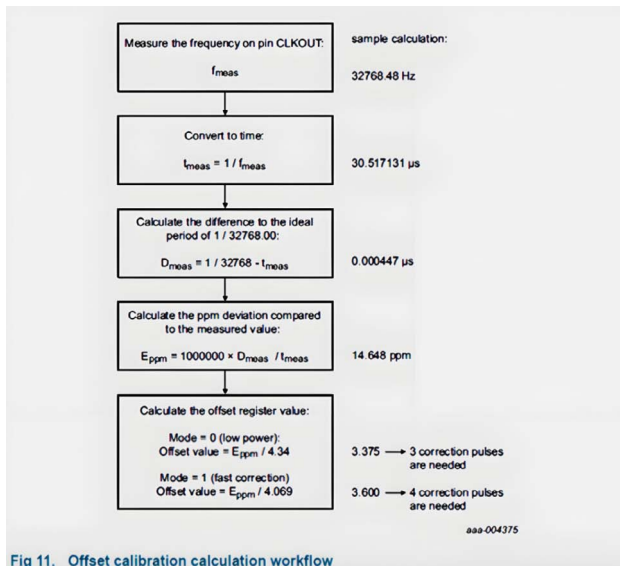 Measure the frequency on pin CLKOUT:
fmeas
sample calculation:
32768.48 Hz
Convert to time:
tmeas = 1 / fmeas
30.517131 µs
Calculate the difference to the ideal
period of 1 / 32768.00:
Dmeas = 1 / 32768 - tmeas
0.000447 µs
Calculate the ppm deviation compared
to the measured value:
Eppm = 1000000 × Dmeas / tmeas
14.648 ppm
Calculate the offset register value:
Mode = 0 (low power):
Offset value = Eppm / 4.34
3.375 → 3 correction pulses
are needed
Mode = 1 (fast correction)
Offset value = Eppm / 4.069
3.600 → 4 correction pulses
are needed
aaa-004375
Fig 11. Offset calibration calculation workflow